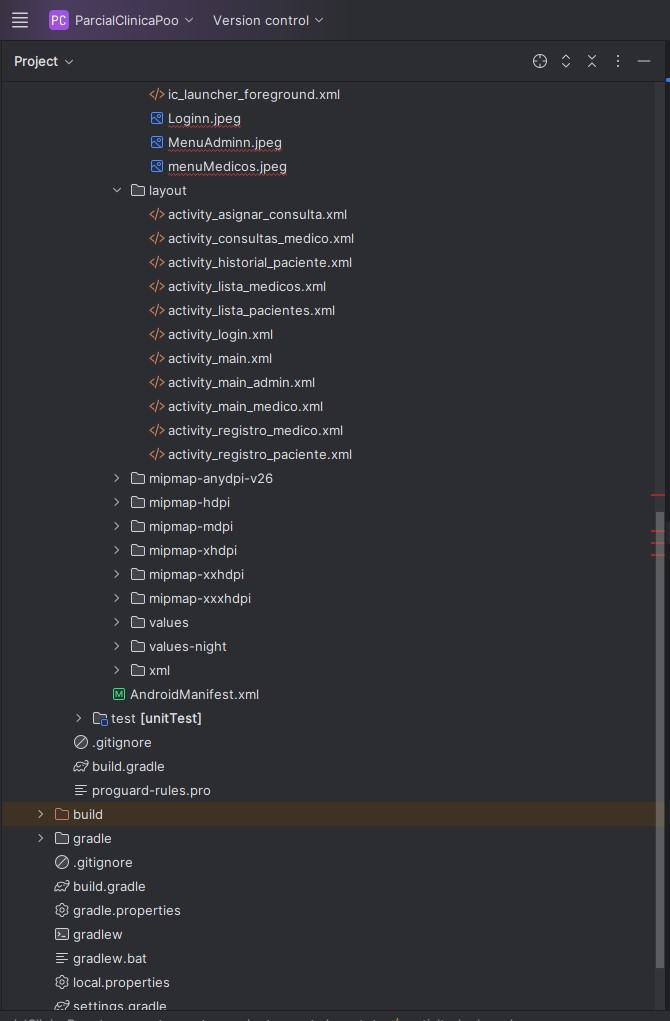 PC ParcialClinicaPoo Version control
Project
ic_launcher_foreground.xml
Loginn.jpeg
MenuAdminn.jpeg
menuMedicos.jpeg
layout
activity_asignar_consulta.xml
activity_consultas_medico.xml
activity_historial_paciente.xml
activity_lista_medicos.xml
activity_lista_pacientes.xml
activity_login.xml
activity_main.xml
activity_main_admin.xml
activity_main_medico.xml
activity_registro_medico.xml
activity_registro_paciente.xml
mipmap-anydpi-v26
mipmap-hdpi
mipmap-mdpi
mipmap-xhdpi
mipmap-xxhdpi
mipmap-xxxhdpi
values
values-night
xml
M AndroidManifest.xml
test [unitTest]
.gitignore
build.gradle
proguard-rules.pro
build
gradle
.gitignore
build.gradle
gradle.properties
gradlew
gradlew.bat
local.properties
settings.gradle